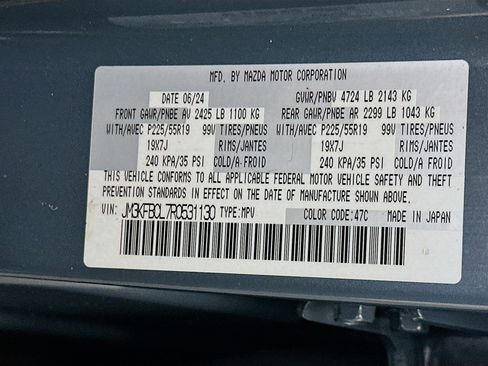 MFD. BY MAZDA MOTOR CORPORATION
DATE 06/24 GVWR/PNBV 4724 LB 2143 KG
FRONT GAWR/PNBE AV 2425 LB 1100 KG REAR GAWR/PNBE AR 2299 LB 1043 KG
WITH/AVEC P225/55R19 99V TIRES/PNEUS WITH/AVEC P225/55R19 99V TIRES/PNEUS
19X7J RIMS/JANTES 19X7J RIMS/JANTES
240 KPA/35 PSI COLD/A FROID 240 KPA/35 PSI COLD/A FROID
THIS VEHICLE CONFORMS TO ALL APPLICABLE FEDERAL MOTOR VEHICLE SAFETY AND THEFT
PREVENTION STANDARDS IN EFFECT ON THE DATE OF MANUFACTURE SHOWN ABOVE.
VIN: JM3KFBCL7R0531130 TYPE:MPV COLOR CODE:47C MADE IN JAPAN